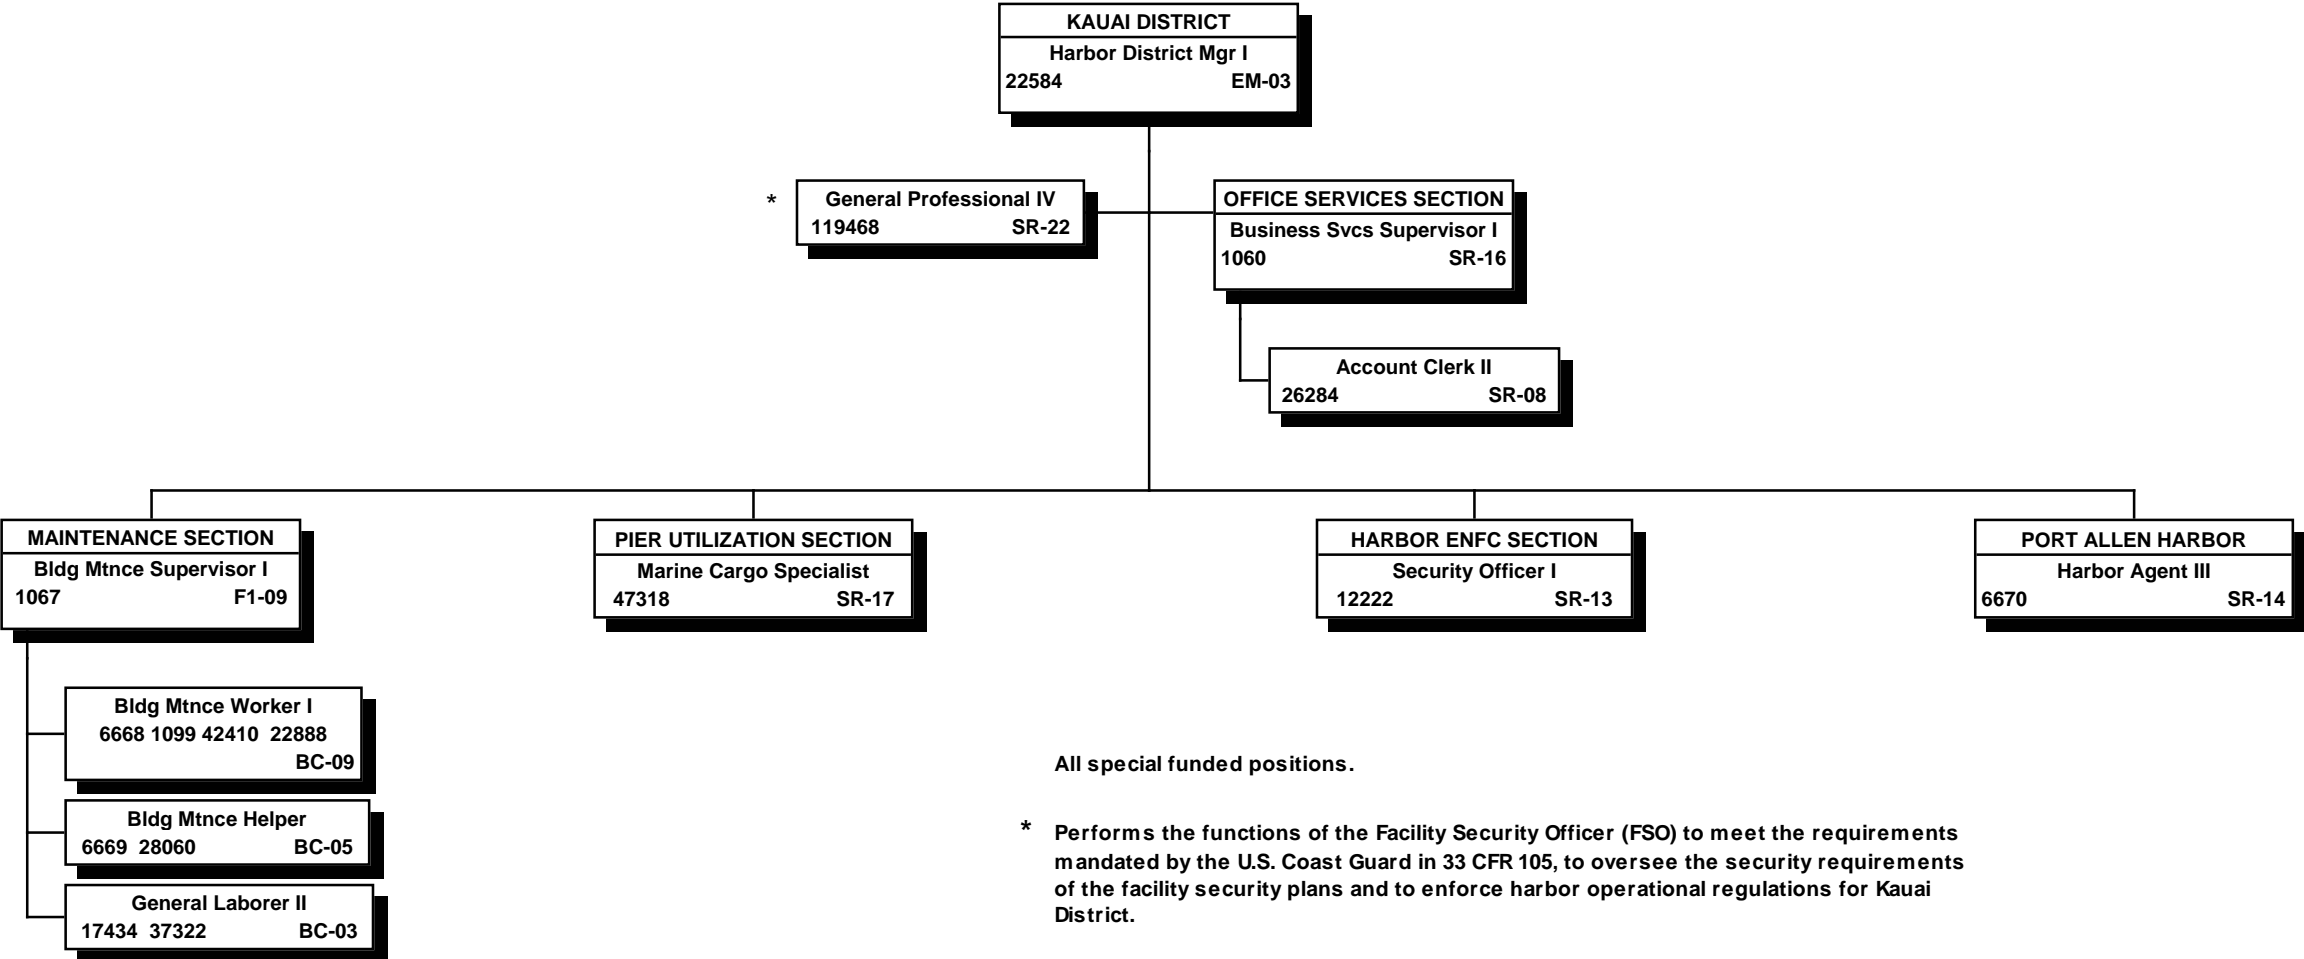 KAUAI DISTRICT
Harbor District Mgr I
22584 EM-03
* General Professional IV
119468 SR-22
OFFICE SERVICES SECTION
Business Svcs Supervisor I
1060 SR-16
Account Clerk II
26284 SR-08
MAINTENANCE SECTION
Bldg Mtnce Supervisor I
1067 F1-09
PIER UTILIZATION SECTION
Marine Cargo Specialist
47318 SR-17
HARBOR ENFC SECTION
Security Officer I
12222 SR-13
PORT ALLEN HARBOR
Harbor Agent III
6670 SR-14
Bldg Mtnce Worker I
6668 1099 42410 22888
BC-09
Bldg Mtnce Helper
6669 28060 BC-05
General Laborer II
17434 37322 BC-03
All special funded positions.
* Performs the functions of the Facility Security Officer (FSO) to meet the requirements
mandated by the U.S. Coast Guard in 33 CFR 105, to oversee the security requirements
of the facility security plans and to enforce harbor operational regulations for Kauai
District.